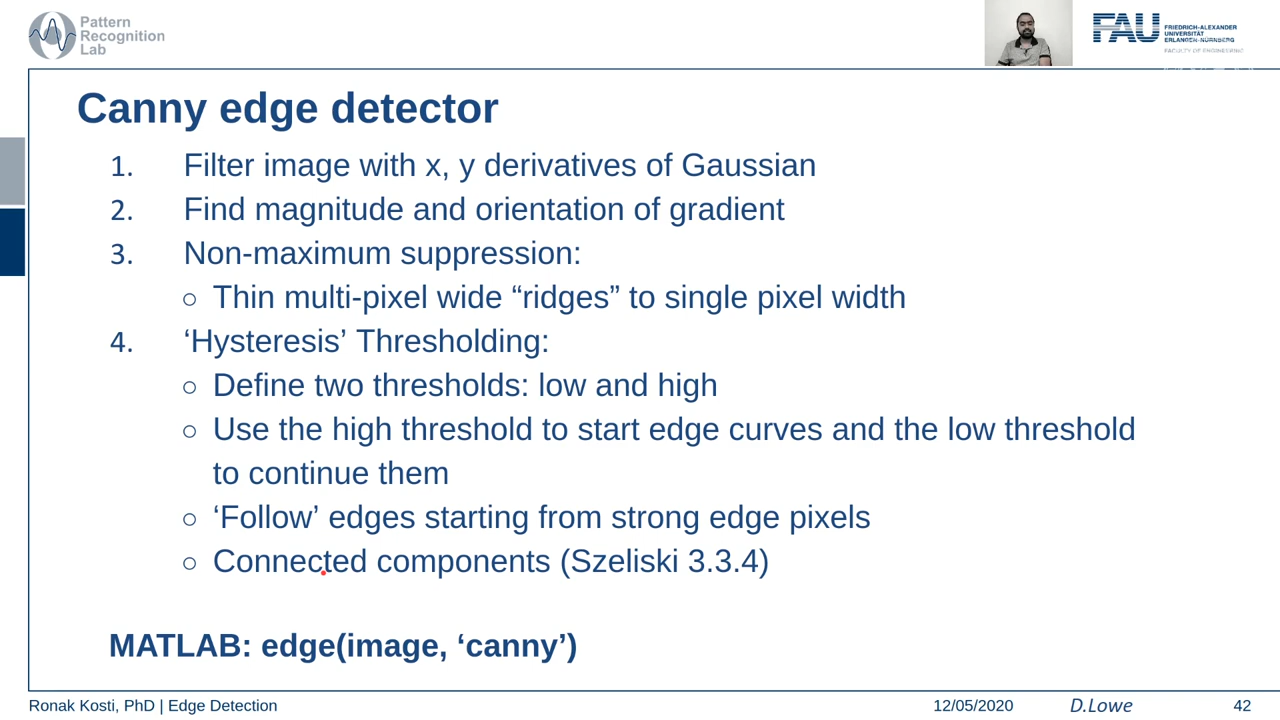 Pattern
Recognition
Lab
FAU
FRIEDRICH-ALEXANDER
UNIVERSITÄT
ERLANGEN-NÜRNBERG
FACULTY OF ENGINEERING
Canny edge detector
1. Filter image with x, y derivatives of Gaussian
2. Find magnitude and orientation of gradient
3. Non-maximum suppression:
○ Thin multi-pixel wide “ridges” to single pixel width
4. ‘Hysteresis’ Thresholding:
○ Define two thresholds: low and high
○ Use the high threshold to start edge curves and the low threshold
to continue them
○ ‘Follow’ edges starting from strong edge pixels
○ Connected components (Szeliski 3.3.4)
MATLAB: edge(image, ‘canny’)
Ronak Kosti, PhD | Edge Detection
12/05/2020
D.Lowe
42